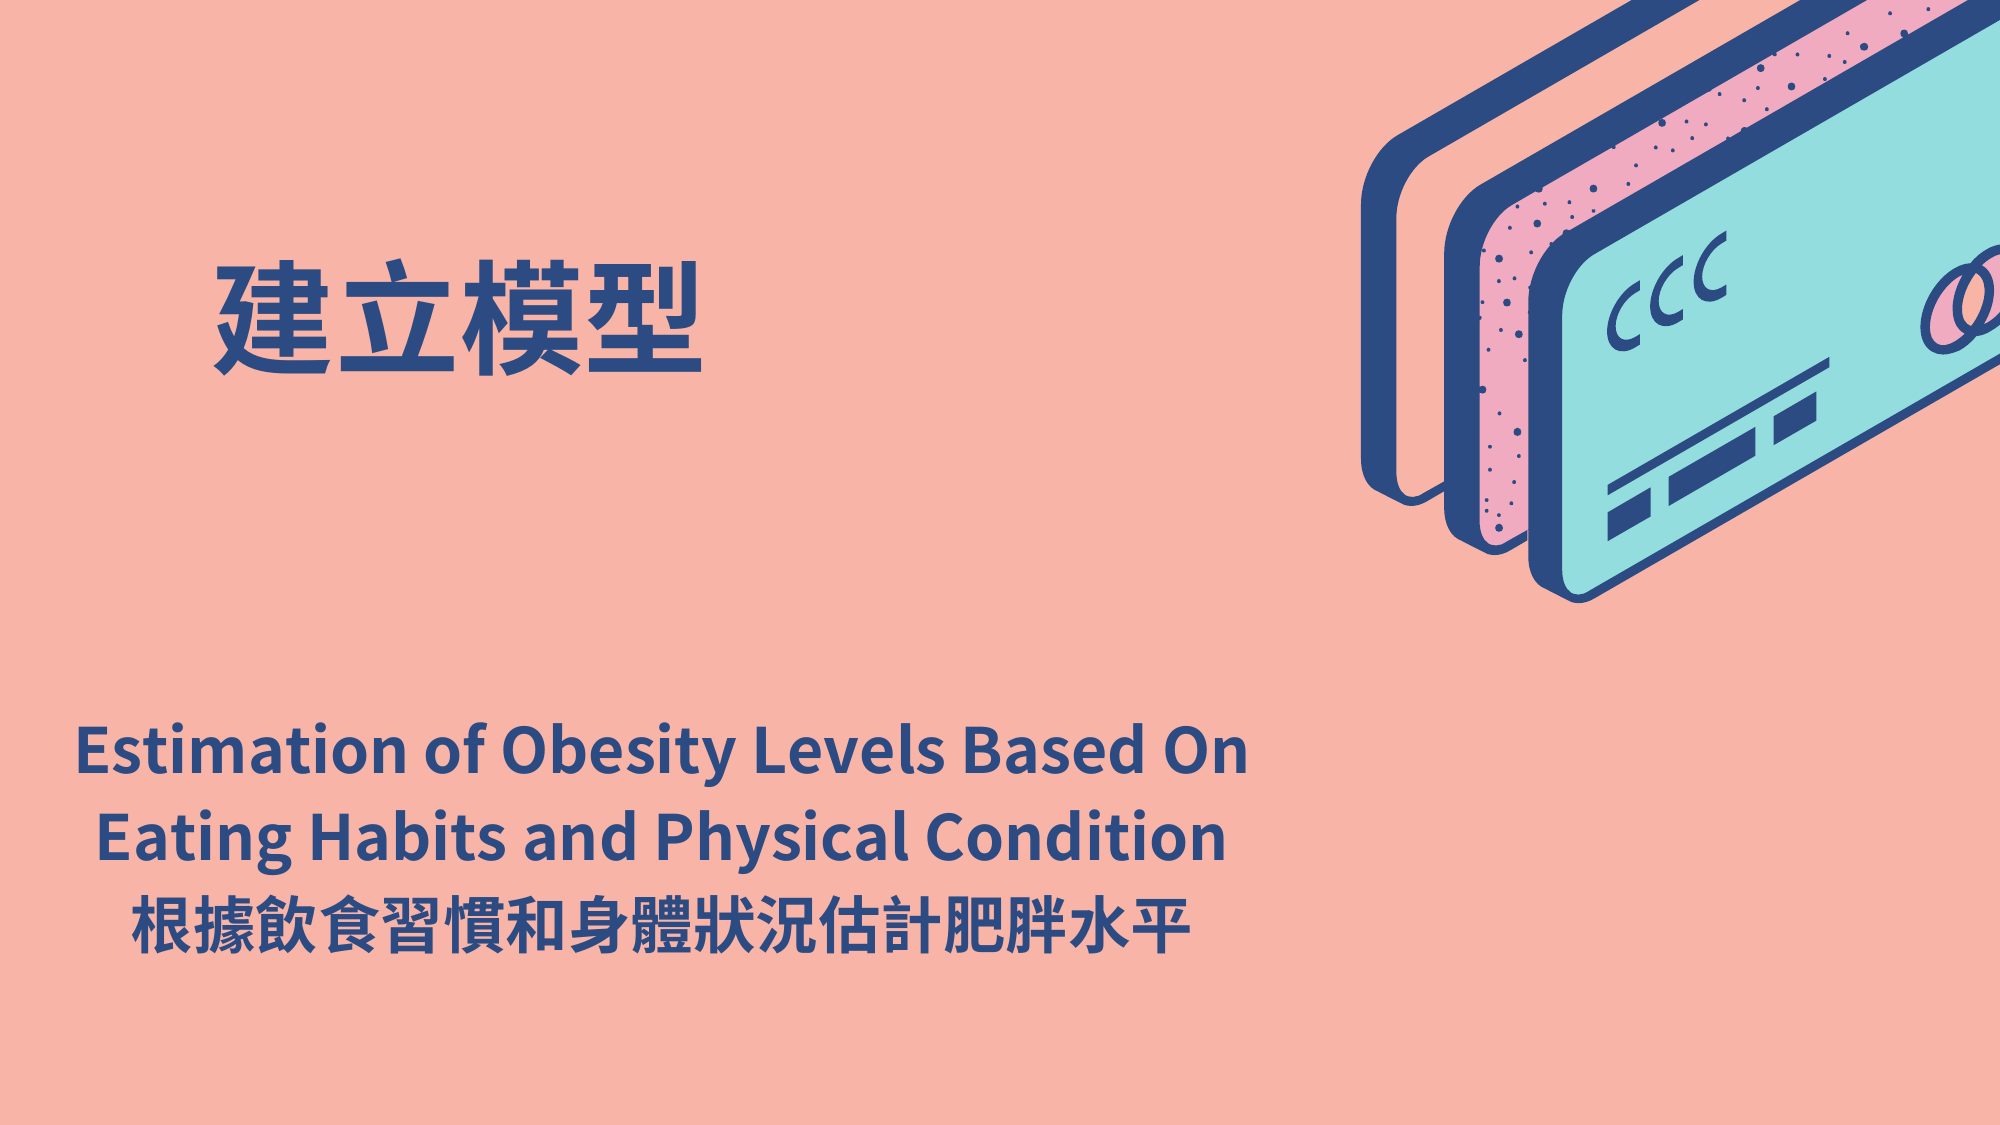 建立模型
Estimation of Obesity Levels Based On
Eating Habits and Physical Condition
根據飲食習慣和身體狀況估計肥胖水平